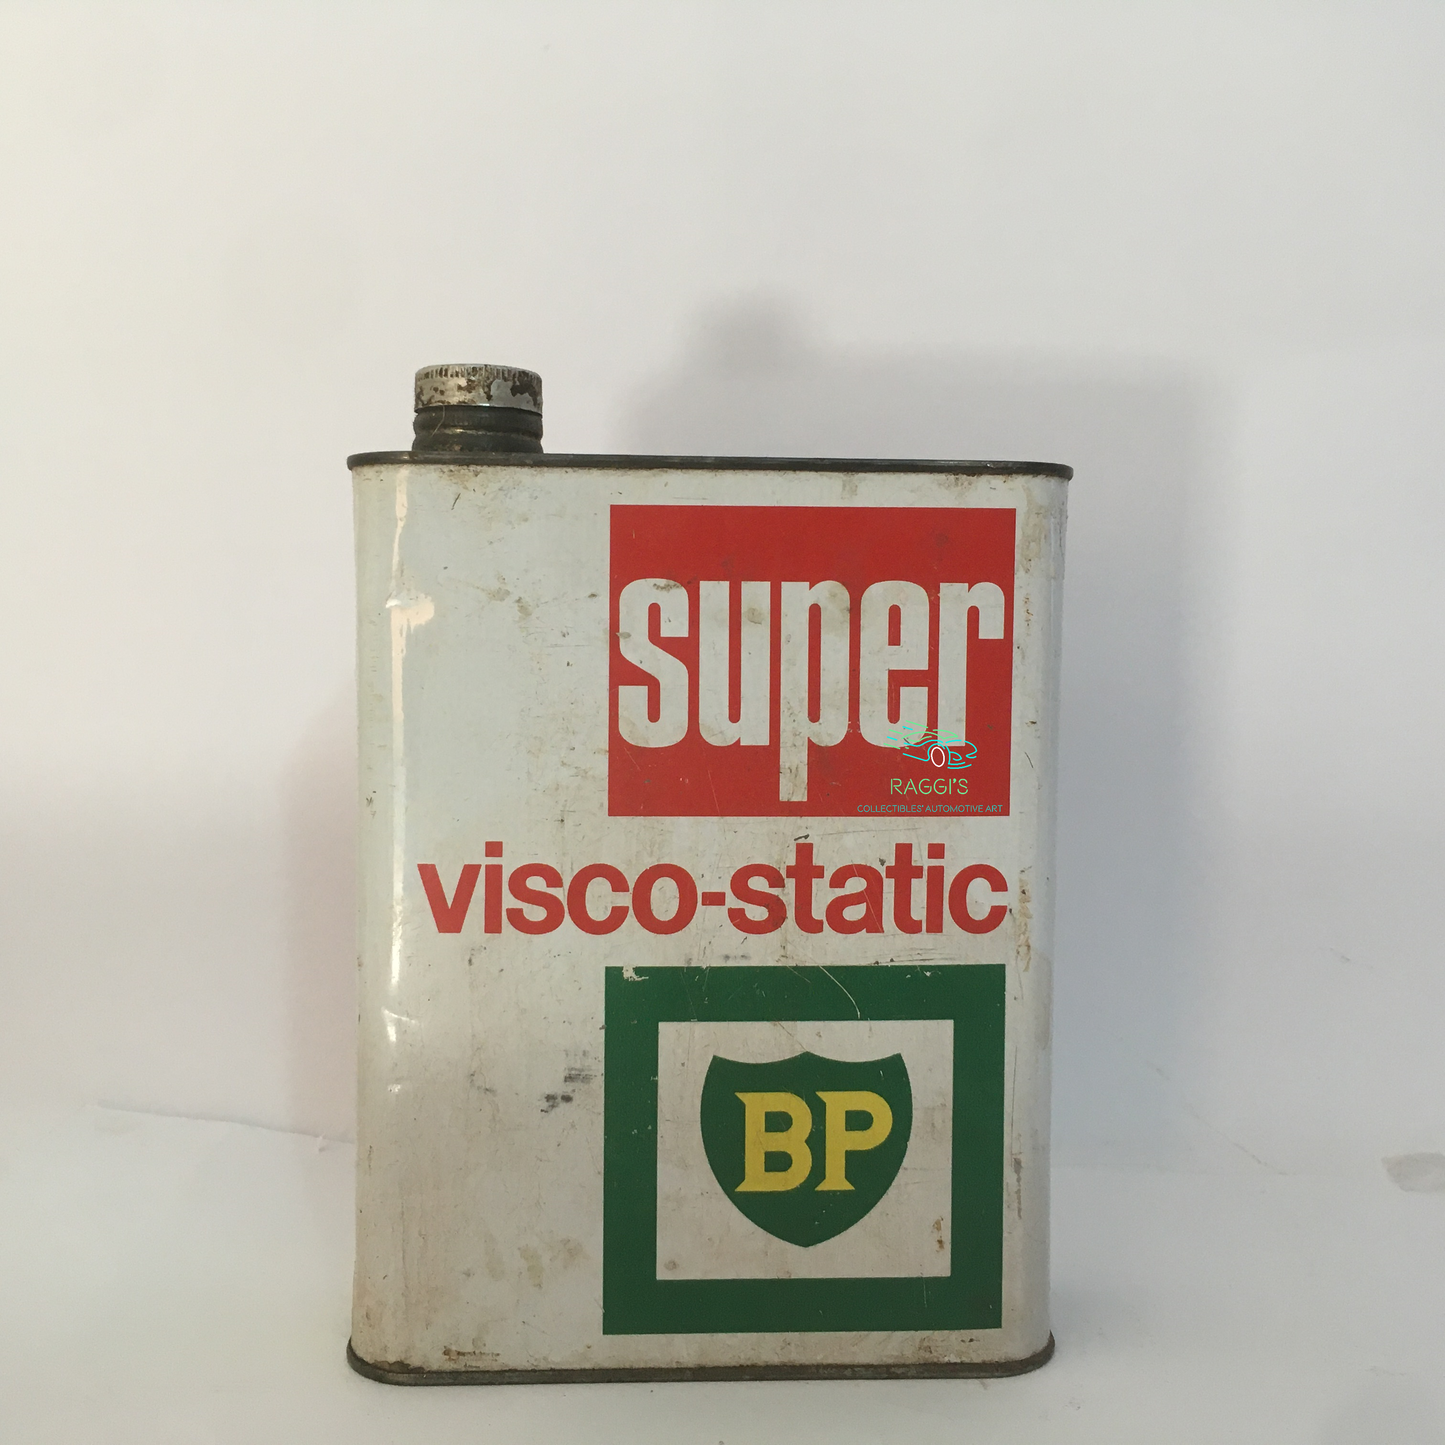 super
RAGGI'S
COLLECTIBLES' AUTOMOTIVE ART
visco-static
BP